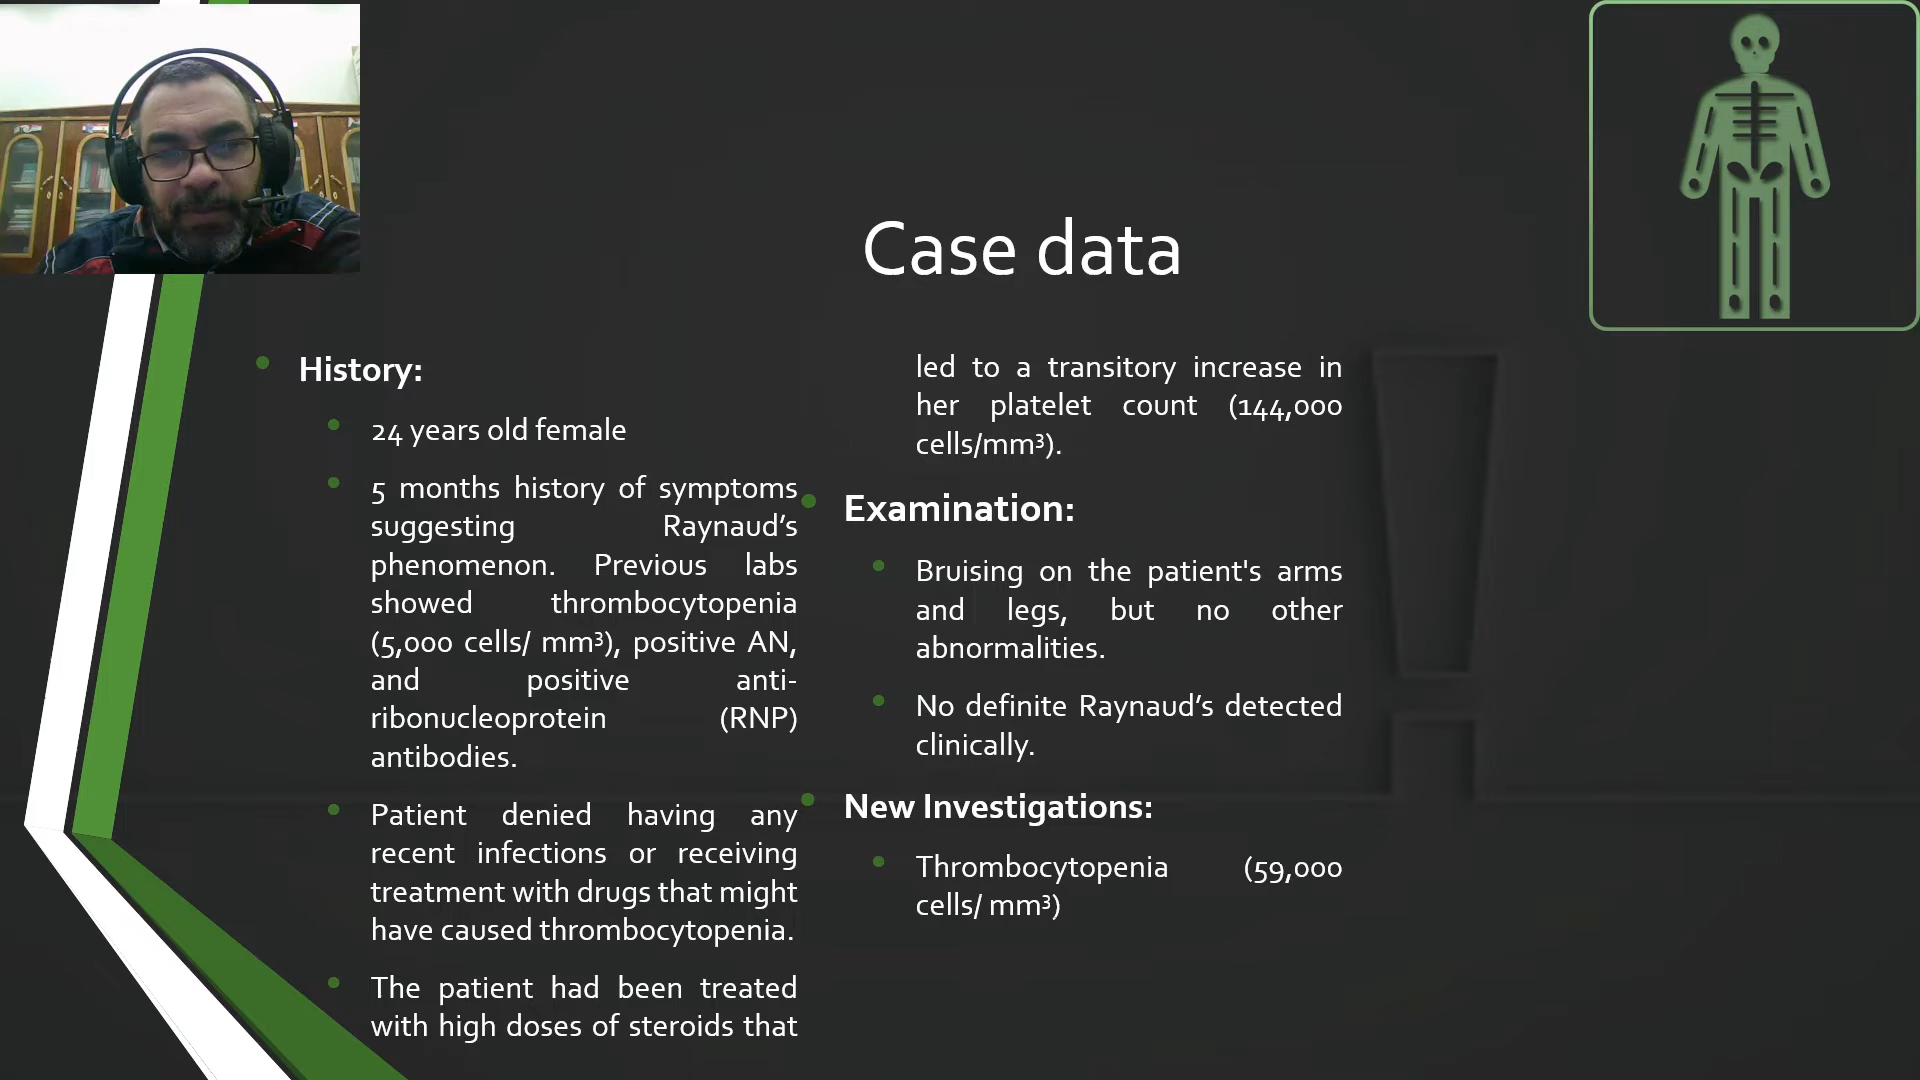 Case data
History:
24 years old female
5 months history of symptoms
suggesting Raynaud’s
phenomenon. Previous labs
showed thrombocytopenia
(5,000 cells/ mm³), positive AN,
and positive anti-
ribonucleoprotein (RNP)
antibodies.
Patient denied having any
recent infections or receiving
treatment with drugs that might
have caused thrombocytopenia.
The patient had been treated
with high doses of steroids that
led to a transitory increase in
her platelet count (144,000
cells/mm³).
Examination:
Bruising on the patient's arms
and legs, but no other
abnormalities.
No definite Raynaud’s detected
clinically.
New Investigations:
Thrombocytopenia (59,000
cells/ mm³)